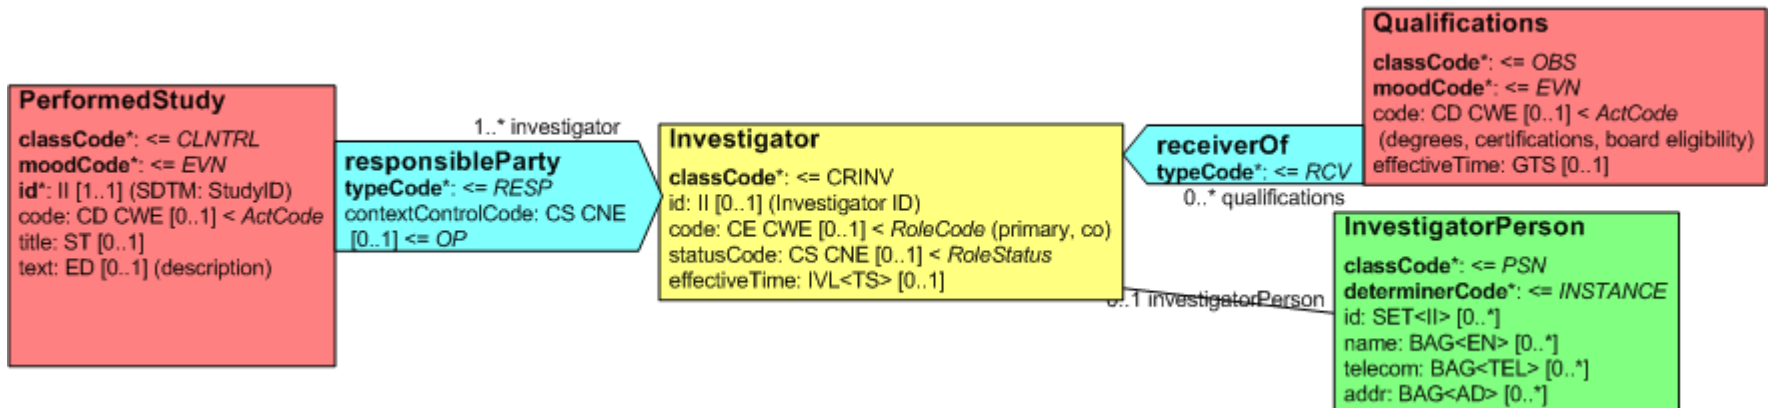 PerformedStudy
classCode*: <= CLNTRL
moodCode*: <= EVN
id*: II [1..1] (SDTM: StudyID)
code: CD CWE [0..1] < ActCode
title: ST [0..1]
text: ED [0..1] (description)
1..* investigator
responsibleParty
typeCode*: <= RESP
contextControlCode: CS CNE
[0..1] <= OP
Investigator
classCode*: <= CRINV
id: II [0..1] (Investigator ID)
code: CE CWE [0..1] < RoleCode (primary, co)
statusCode: CS CNE [0..1] < RoleStatus
effectiveTime: IVL<TS> [0..1]
receiverOf
typeCode*: <= RCV
0..* qualifications
Qualifications
classCode*: <= OBS
moodCode*: <= EVN
code: CD CWE [0..1] < ActCode
(degrees, certifications, board eligibility)
effectiveTime: GTS [0..1]
0..1 investigatorPerson
InvestigatorPerson
classCode*: <= PSN
determinerCode*: <= INSTANCE
id: SET<II> [0..*]
name: BAG<EN> [0..*]
telecom: BAG<TEL> [0..*]
addr: BAG<AD> [0..*]